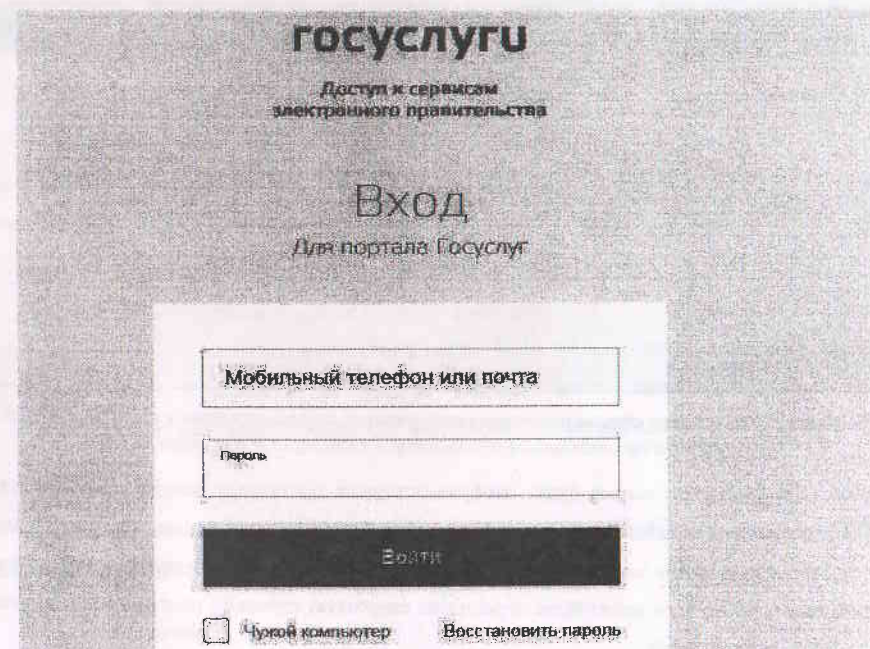 госуслуги
Доступ к сервисам
электронного правительства
Вход
Для портала Госуслуг
Мобильный телефон или почта
Пароль
Войти
Чужой компьютер Восстановить пароль